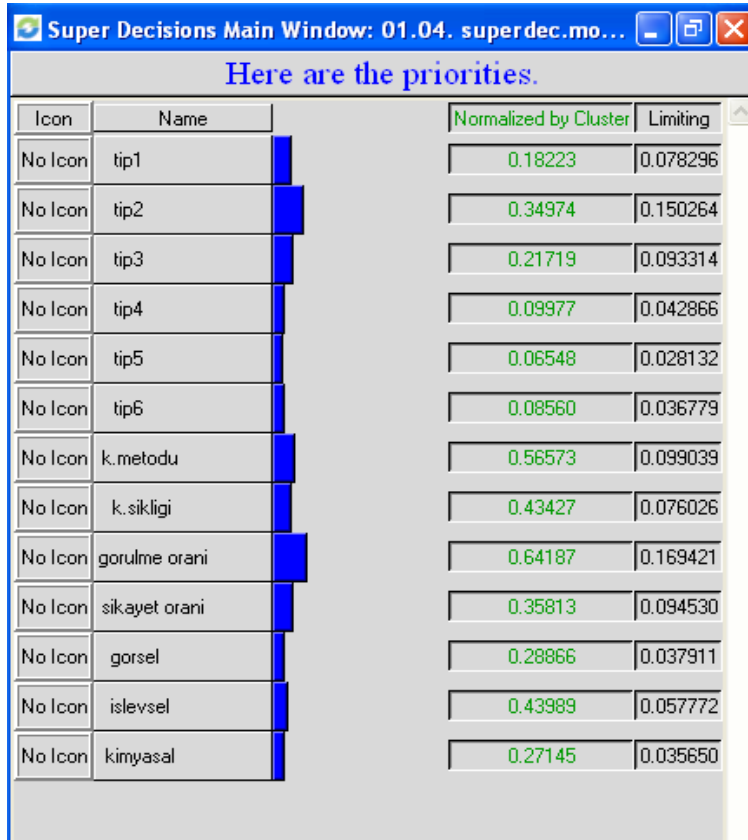 Super Decisions Main Window: 01.04. superdec.mo...
Here are the priorities.
Icon Name Normalized by Cluster Limiting
No Icon tip1 0.18223 0.078296
No Icon tip2 0.34974 0.150264
No Icon tip3 0.21719 0.093314
No Icon tip4 0.09977 0.042866
No Icon tip5 0.06548 0.028132
No Icon tip6 0.08560 0.036779
No Icon k.metodu 0.56573 0.099039
No Icon k.sikligi 0.43427 0.076026
No Icon gorulme orani 0.64187 0.169421
No Icon sikayet orani 0.35813 0.094530
No Icon gorsel 0.28866 0.037911
No Icon islevsel 0.43989 0.057772
No Icon kimyasal 0.27145 0.035650